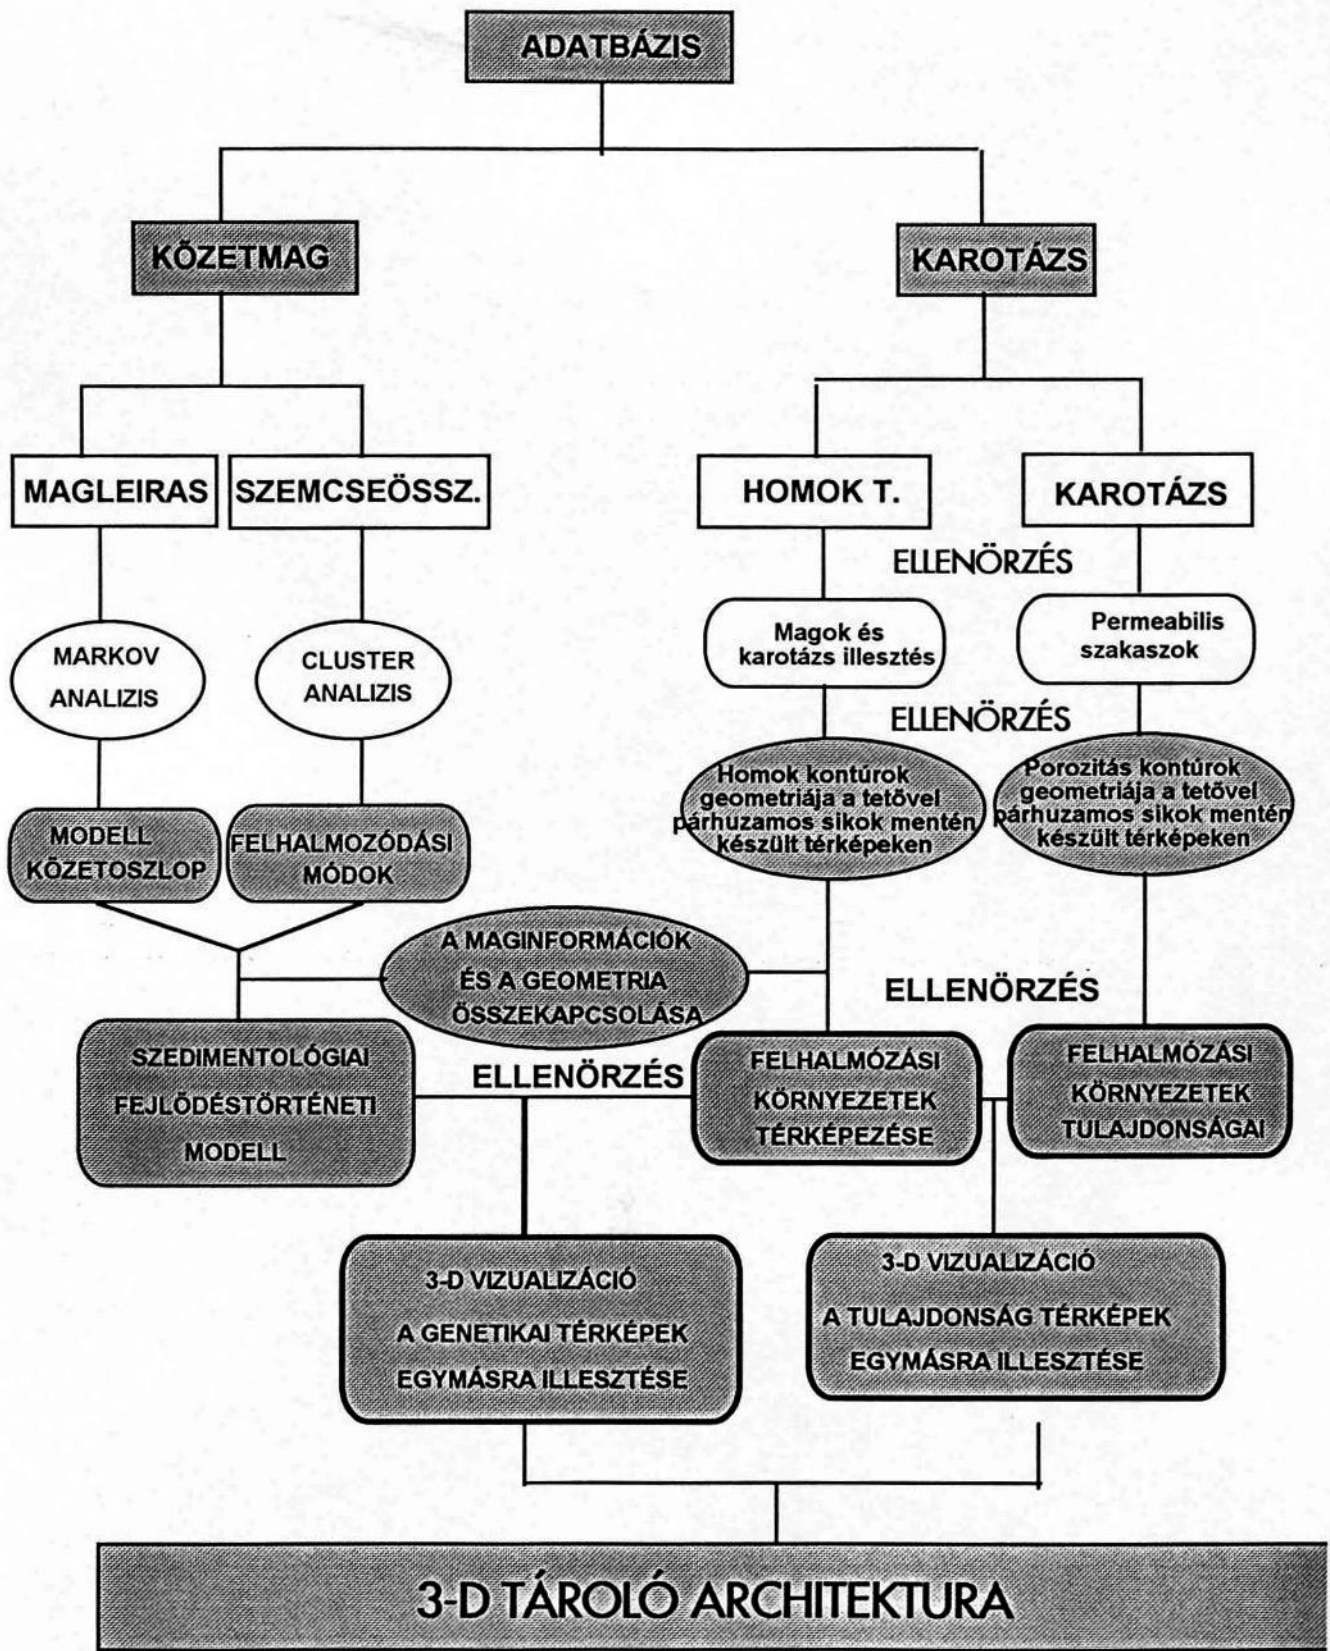 ADATBÁZIS
KÖZETMAG
KAROTÁZS
MAGLEIRAS
SZEMCSEÖSSZ.
HOMOK T.
KAROTÁZS
ELLENÖRZÉS
MARKOV
ANALIZIS
CLUSTER
ANALIZIS
Magok és
karotázs illesztés
Permeabilis
szakaszok
ELLENÖRZÉS
MODELL
KÖZETOSZLOP
FELHALMOZÓDÁSI
MÓDOK
Homok kontúrok
geometriája a tetövel
párhuzamos sikok mentén
készült térképeken
Porozitás kontúrok
geometriája a tetövel
párhuzamos sikok mentén
készült térképeken
A MAGINFORMÁCIÓK
ÉS A GEOMETRIA
ÖSSZEKAPCSOLÁSA
ELLENÖRZÉS
SZEDIMENTOLÓGIAI
FEJLÖDÉSTÖRTÉNETI
MODELL
ELLENÖRZÉS
FELHALMÓZÁSI
KÖRNYEZETEK
TÉRKÉPEZÉSE
FELHALMÓZÁSI
KÖRNYEZETEK
TULAJDONSÁGAI
3-D VIZUALIZÁCIÓ
A GENETIKAI TÉRKÉPEK
EGYMÁSRA ILLESZTÉSE
3-D VIZUALIZÁCIÓ
A TULAJDONSÁG TÉRKÉPEK
EGYMÁSRA ILLESZTÉSE
3-D TÁROLÓ ARCHITEKTURA